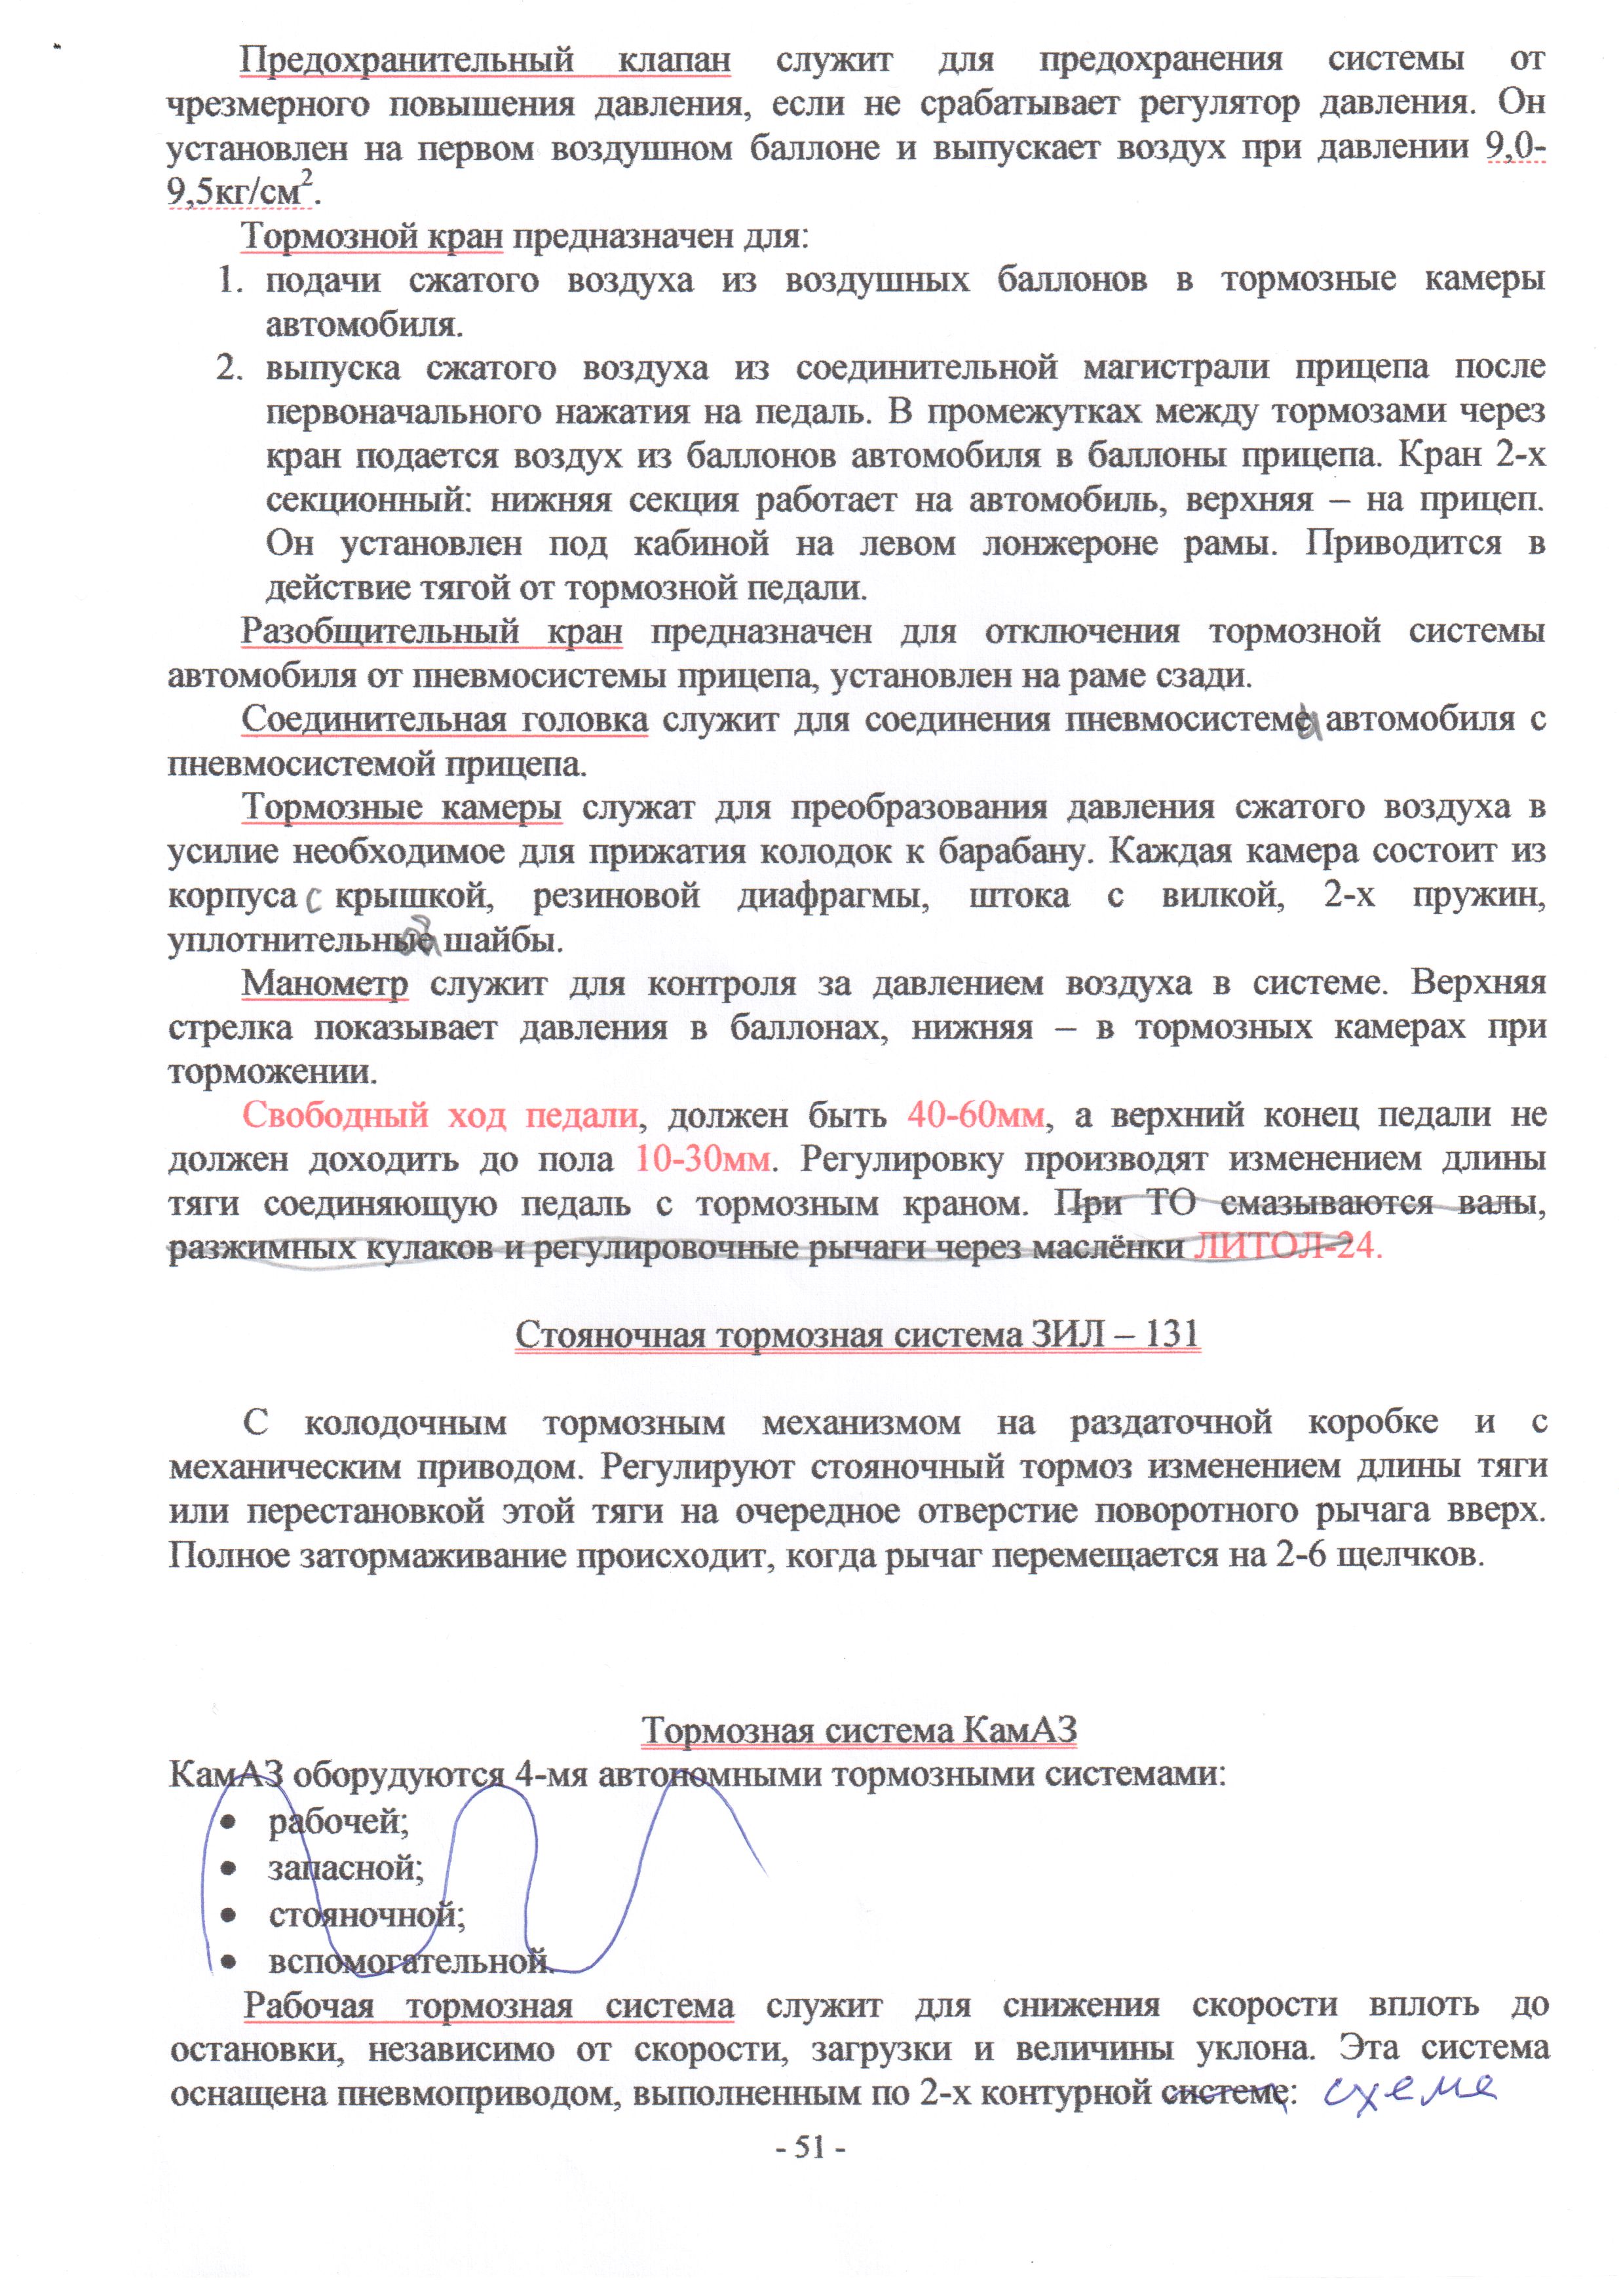 Предохранительный клапан служит для предохранения системы от
чрезмерного повышения давления, если не срабатывает регулятор давления. Он
установлен на первом воздушном баллоне и выпускает воздух при давлении 9,0-
9,5кг/см².
Тормозной кран предназначен для:
1. подачи сжатого воздуха из воздушных баллонов в тормозные камеры
автомобиля.
2. выпуска сжатого воздуха из соединительной магистрали прицепа после
первоначального нажатия на педаль. В промежутках между тормозами через
кран подается воздух из баллонов автомобиля в баллоны прицепа. Кран 2-х
секционный: нижняя секция работает на автомобиль, верхняя – на прицеп.
Он установлен под кабиной на левом лонжероне рамы. Приводится в
действие тягой от тормозной педали.
Разобщительный кран предназначен для отключения тормозной системы
автомобиля от пневмосистемы прицепа, установлен на раме сзади.
Соединительная головка служит для соединения пневмосистемы автомобиля с
пневмосистемой прицепа.
Тормозные камеры служат для преобразования давления сжатого воздуха в
усилие необходимое для прижатия колодок к барабану. Каждая камера состоит из
корпуса с крышкой, резиновой диафрагмы, штока с вилкой, 2-х пружин,
уплотнительные шайбы.
Манометр служит для контроля за давлением воздуха в системе. Верхняя
стрелка показывает давления в баллонах, нижняя – в тормозных камерах при
торможении.
Свободный ход педали, должен быть 40-60мм, а верхний конец педали не
должен доходить до пола 10-30мм. Регулировку производят изменением длины
тяги соединяющую педаль с тормозным краном. При ТО смазываются валы,
разжимных кулаков и регулировочные рычаги через маслёнки ЛИТОЛ-24.
Стояночная тормозная система ЗИЛ – 131
С колодочным тормозным механизмом на раздаточной коробке и с
механическим приводом. Регулируют стояночный тормоз изменением длины тяги
или перестановкой этой тяги на очередное отверстие поворотного рычага вверх.
Полное затормаживание происходит, когда рычаг перемещается на 2-6 щелчков.
Тормозная система КамАЗ
КамАЗ оборудуются 4-мя автономными тормозными системами:
• рабочей;
• запасной;
• стояночной;
• вспомогательной.
Рабочая тормозная система служит для снижения скорости вплоть до
остановки, независимо от скорости, загрузки и величины уклона. Эта система
оснащена пневмоприводом, выполненным по 2-х контурной системе: схеме
- 51 -